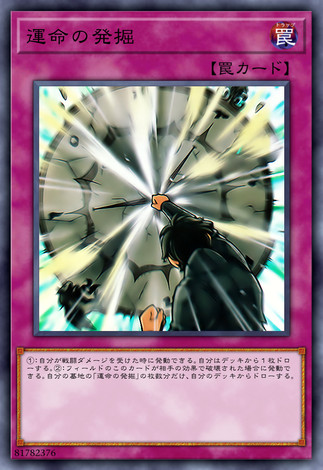 運命の発掘
トラップ
罠
【罠カード】
①:自分が戦闘ダメージを受けた時に発動できる。自分はデッキから1枚ドロ
ーする。②:フィールドのこのカードが相手の効果で破壊された場合に発動で
きる。自分の墓地の「運命の発掘」の枚数分だけ、自分のデッキからドローする。
81782376